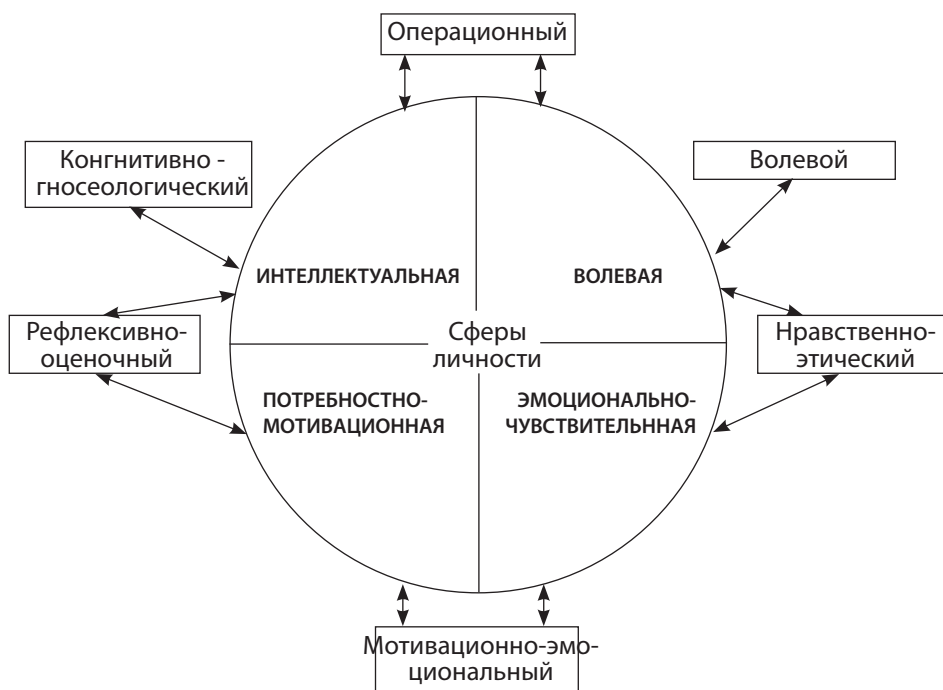 Операционный
Конгнитивно -
гносеологический
Волевой
ИНТЕЛЛЕКТУАЛЬНАЯ
ВОЛЕВАЯ
Рефлексивно-
оценочный
Сферы
личности
Нравственно-
этический
ПОТРЕБНОСТНО-
МОТИВАЦИОННАЯ
ЭМОЦИОНАЛЬНО-
ЧУВСТВИТЕЛЬННАЯ
Мотивационно-эмо-
циональный